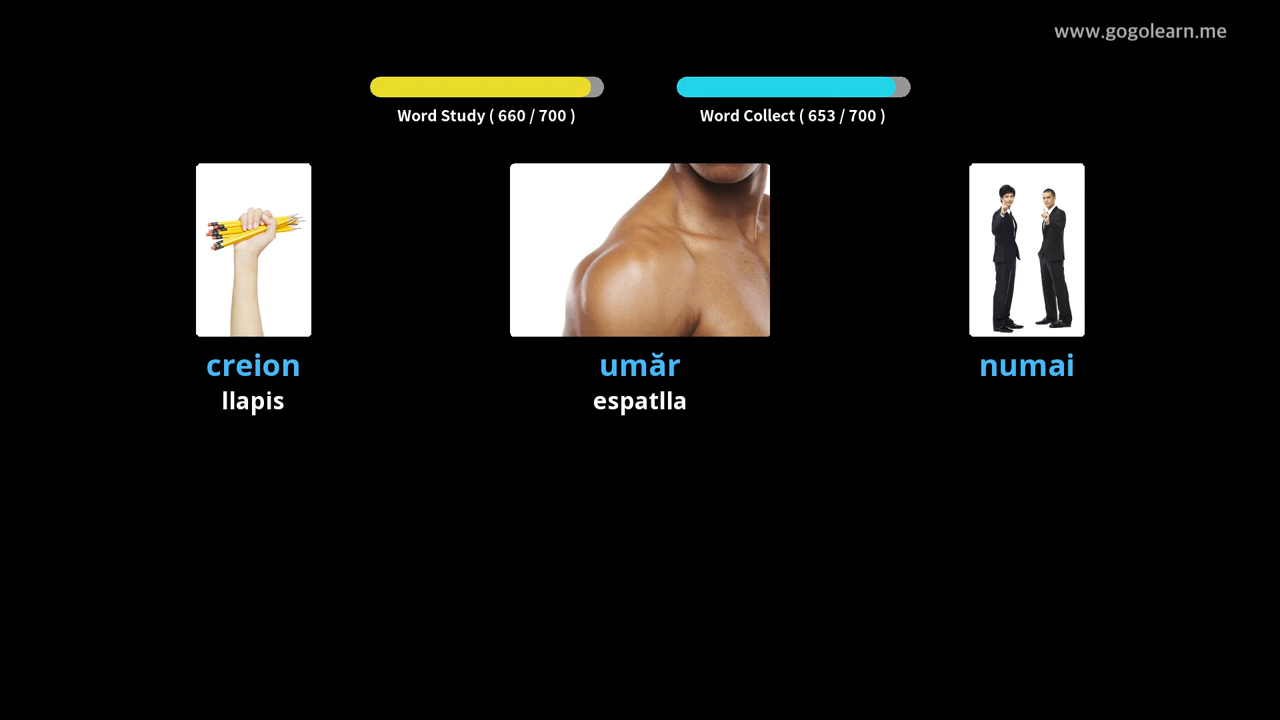 www.gogolearn.me
Word Study ( 660 / 700 )
Word Collect ( 653 / 700 )
creion
llapis
umăr
espatlla
numai